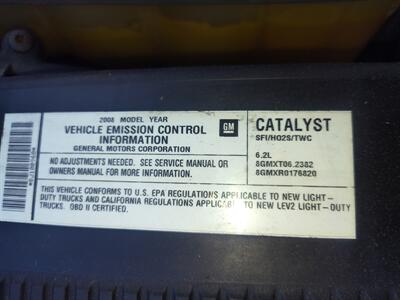 2008 MODEL YEAR
VEHICLE EMISSION CONTROL
INFORMATION
GENERAL MOTORS CORPORATION
GM
NO ADJUSTMENTS NEEDED. SEE SERVICE MANUAL OR
OWNERS MANUAL FOR MORE INFORMATION.
CATALYST
SFI/HO2S/TWC
6.2L
8GMXT06.2382
8GMXR0176820
THIS VEHICLE CONFORMS TO U.S. EPA REGULATIONS APPLICABLE TO NEW LIGHT-
DUTY TRUCKS AND CALIFORNIA REGULATIONS APPLICABLE TO NEW LEV2 LIGHT-DUTY
TRUCKS. OBD II CERTIFIED.